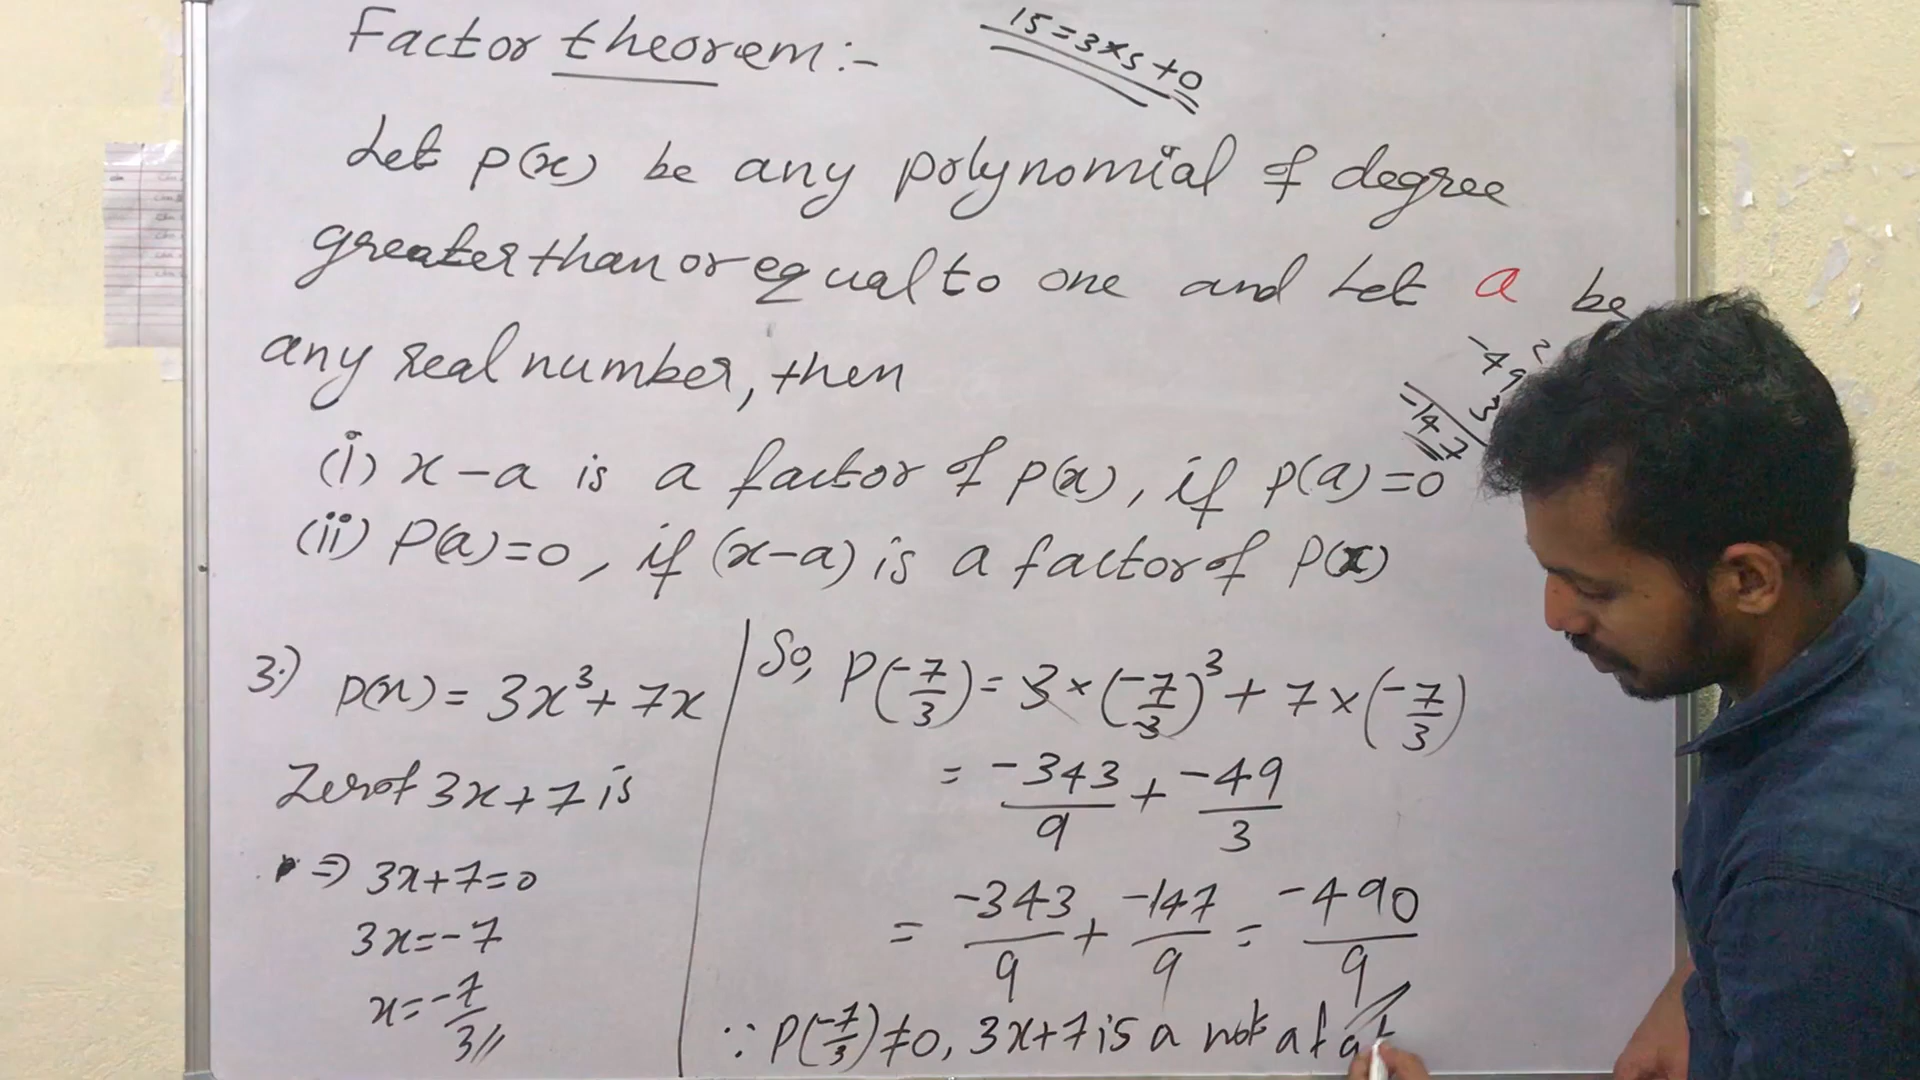 Factor theorem:-
15=3×5+0
Let p(x) be any polynomial of degree
greater than or equal to one and Let a be
any real number, then
-49
3
-147
(i) x-a is a factor of p(x), if p(a)=0
(ii) P(a)=0, if (x-a) is a factor of P(x)
3.) p(x) = 3x³ + 7x
Zero of 3x+7 is
⇒ 3x+7=0
3x=-7
x=-7/3
So, P(-7/3) = 3×(-7/3)³ + 7×(-7/3)
= -343/9 + -49/3
= -343/9 + -147/9 = -490/9
∵ P(-7/3)≠0, 3x+7 is a not a fa